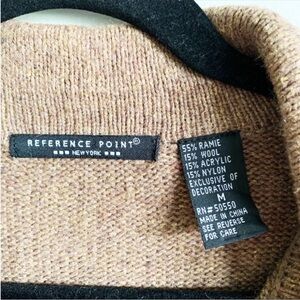 REFERENCE POINT®
■■■ NEW YORK ■■■
55% RAMIE
15% WOOL
15% ACRYLIC
15% NYLON
EXCLUSIVE OF
DECORATION
M
RN#50550
MADE IN CHINA
SEE REVERSE
FOR CARE